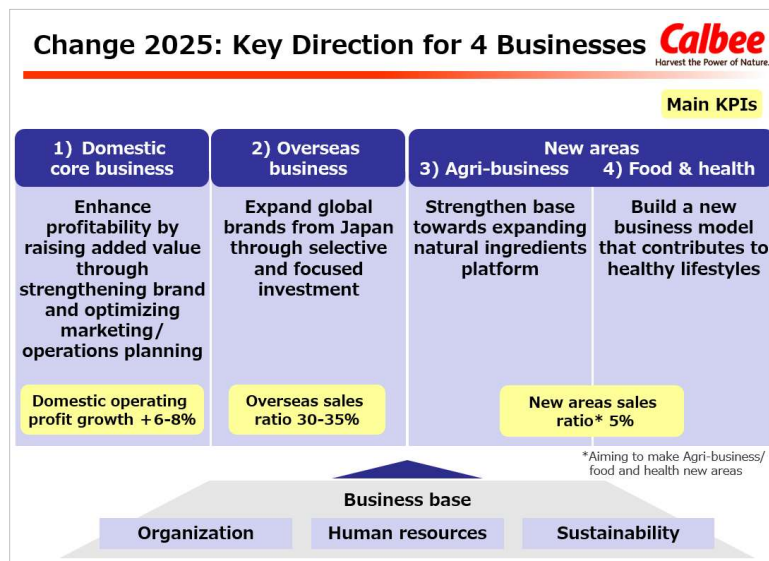 Change 2025: Key Direction for 4 Businesses
Calbee
Harvest the Power of Nature.
Main KPIs
1) Domestic
core business
Enhance
profitability by
raising added value
through
strengthening brand
and optimizing
marketing/
operations planning
Domestic operating
profit growth +6-8%
2) Overseas
business
Expand global
brands from Japan
through selective
and focused
investment
Overseas sales
ratio 30-35%
New areas
3) Agri-business
Strengthen base
towards expanding
natural ingredients
platform
4) Food & health
Build a new
business model
that contributes to
healthy lifestyles
New areas sales
ratio* 5%
*Aiming to make Agri-business/
food and health new areas
Business base
Organization
Human resources
Sustainability